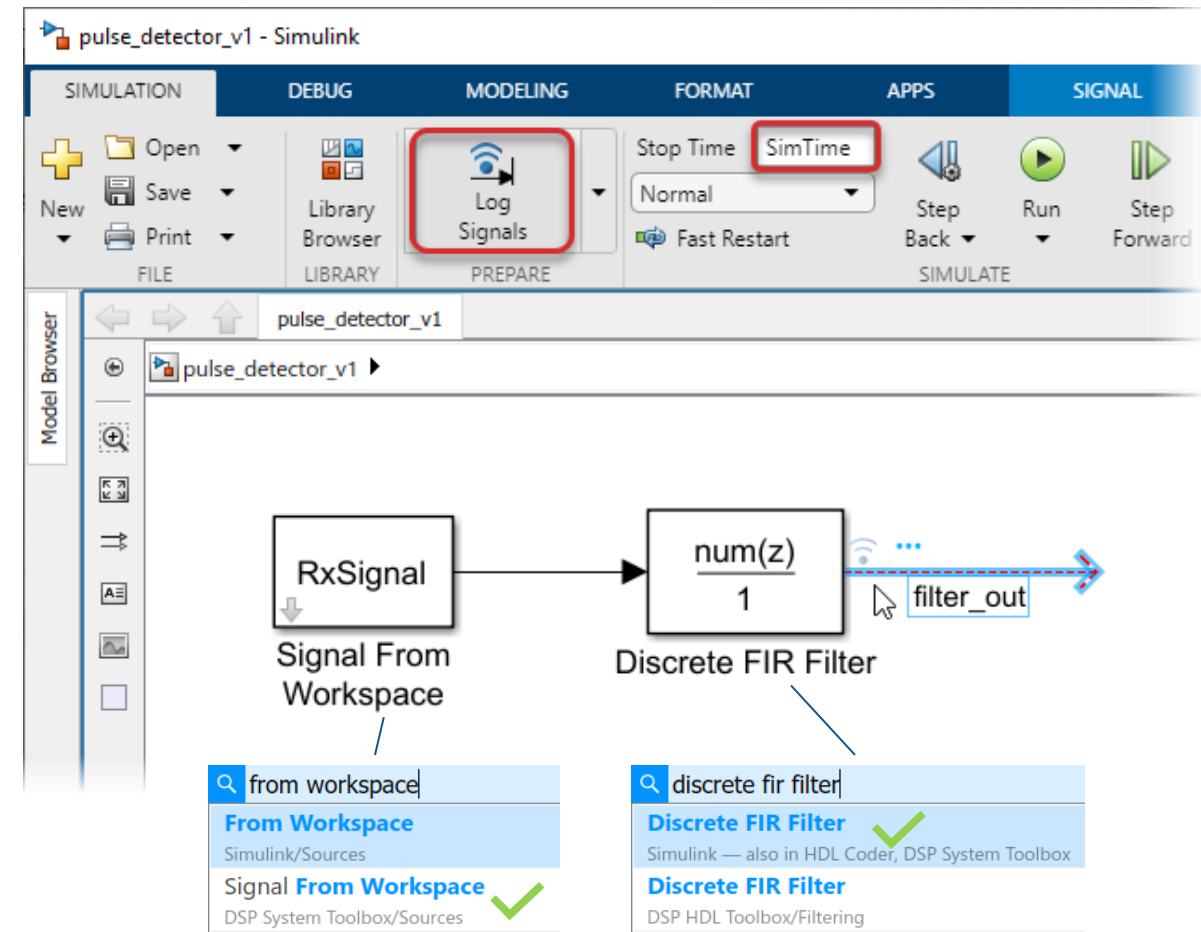 pulse_detector_v1 - Simulink
SIMULATION DEBUG MODELING FORMAT APPS SIGNAL
New
Open
Save
Print
FILE
Library
Browser
LIBRARY
Log
Signals
PREPARE
Stop Time SimTime
Normal
Fast Restart
Step
Back
Run
Step
Forward
SIMULATE
Model Browser
pulse_detector_v1
pulse_detector_v1
RxSignal
Signal From
Workspace
num(z)
1
Discrete FIR Filter
filter_out
from workspace
From Workspace
Simulink/Sources
Signal From Workspace
DSP System Toolbox/Sources
discrete fir filter
Discrete FIR Filter
Simulink — also in HDL Coder, DSP System Toolbox
Discrete FIR Filter
DSP HDL Toolbox/Filtering